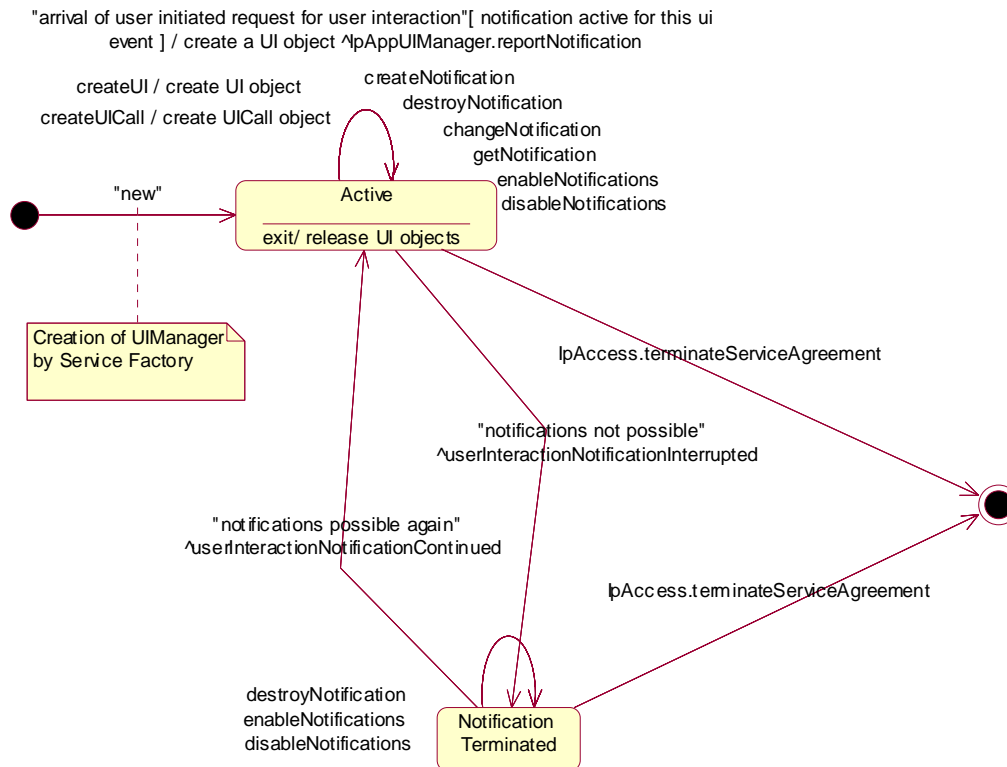 "arrival of user initiated request for user interaction"[ notification active for this ui
event ] / create a UI object ^IpAppUIManager.reportNotification
createUI / create UI object
createUICall / create UICall object
createNotification
destroyNotification
changeNotification
getNotification
enableNotifications
disableNotifications
"new"
Active
exit/ release UI objects
Creation of UIManager
by Service Factory
IpAccess.terminateServiceAgreement
"notifications not possible"
^userInteractionNotificationInterrupted
"notifications possible again"
^userInteractionNotificationContinued
IpAccess.terminateServiceAgreement
destroyNotification
enableNotifications
disableNotifications
Notification
Terminated